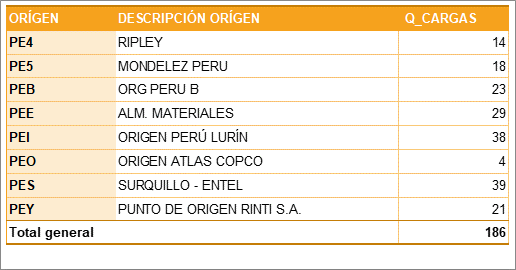 ORÍGEN DESCRIPCIÓN ORÍGEN Q_CARGAS
PE4 RIPLEY 14
PE5 MONDELEZ PERU 18
PEB ORG PERU B 23
PEE ALM. MATERIALES 29
PEI ORIGEN PERÚ LURÍN 38
PEO ORIGEN ATLAS COPCO 4
PES SURQUILLO - ENTEL 39
PEY PUNTO DE ORIGEN RINTI S.A. 21
Total general 186